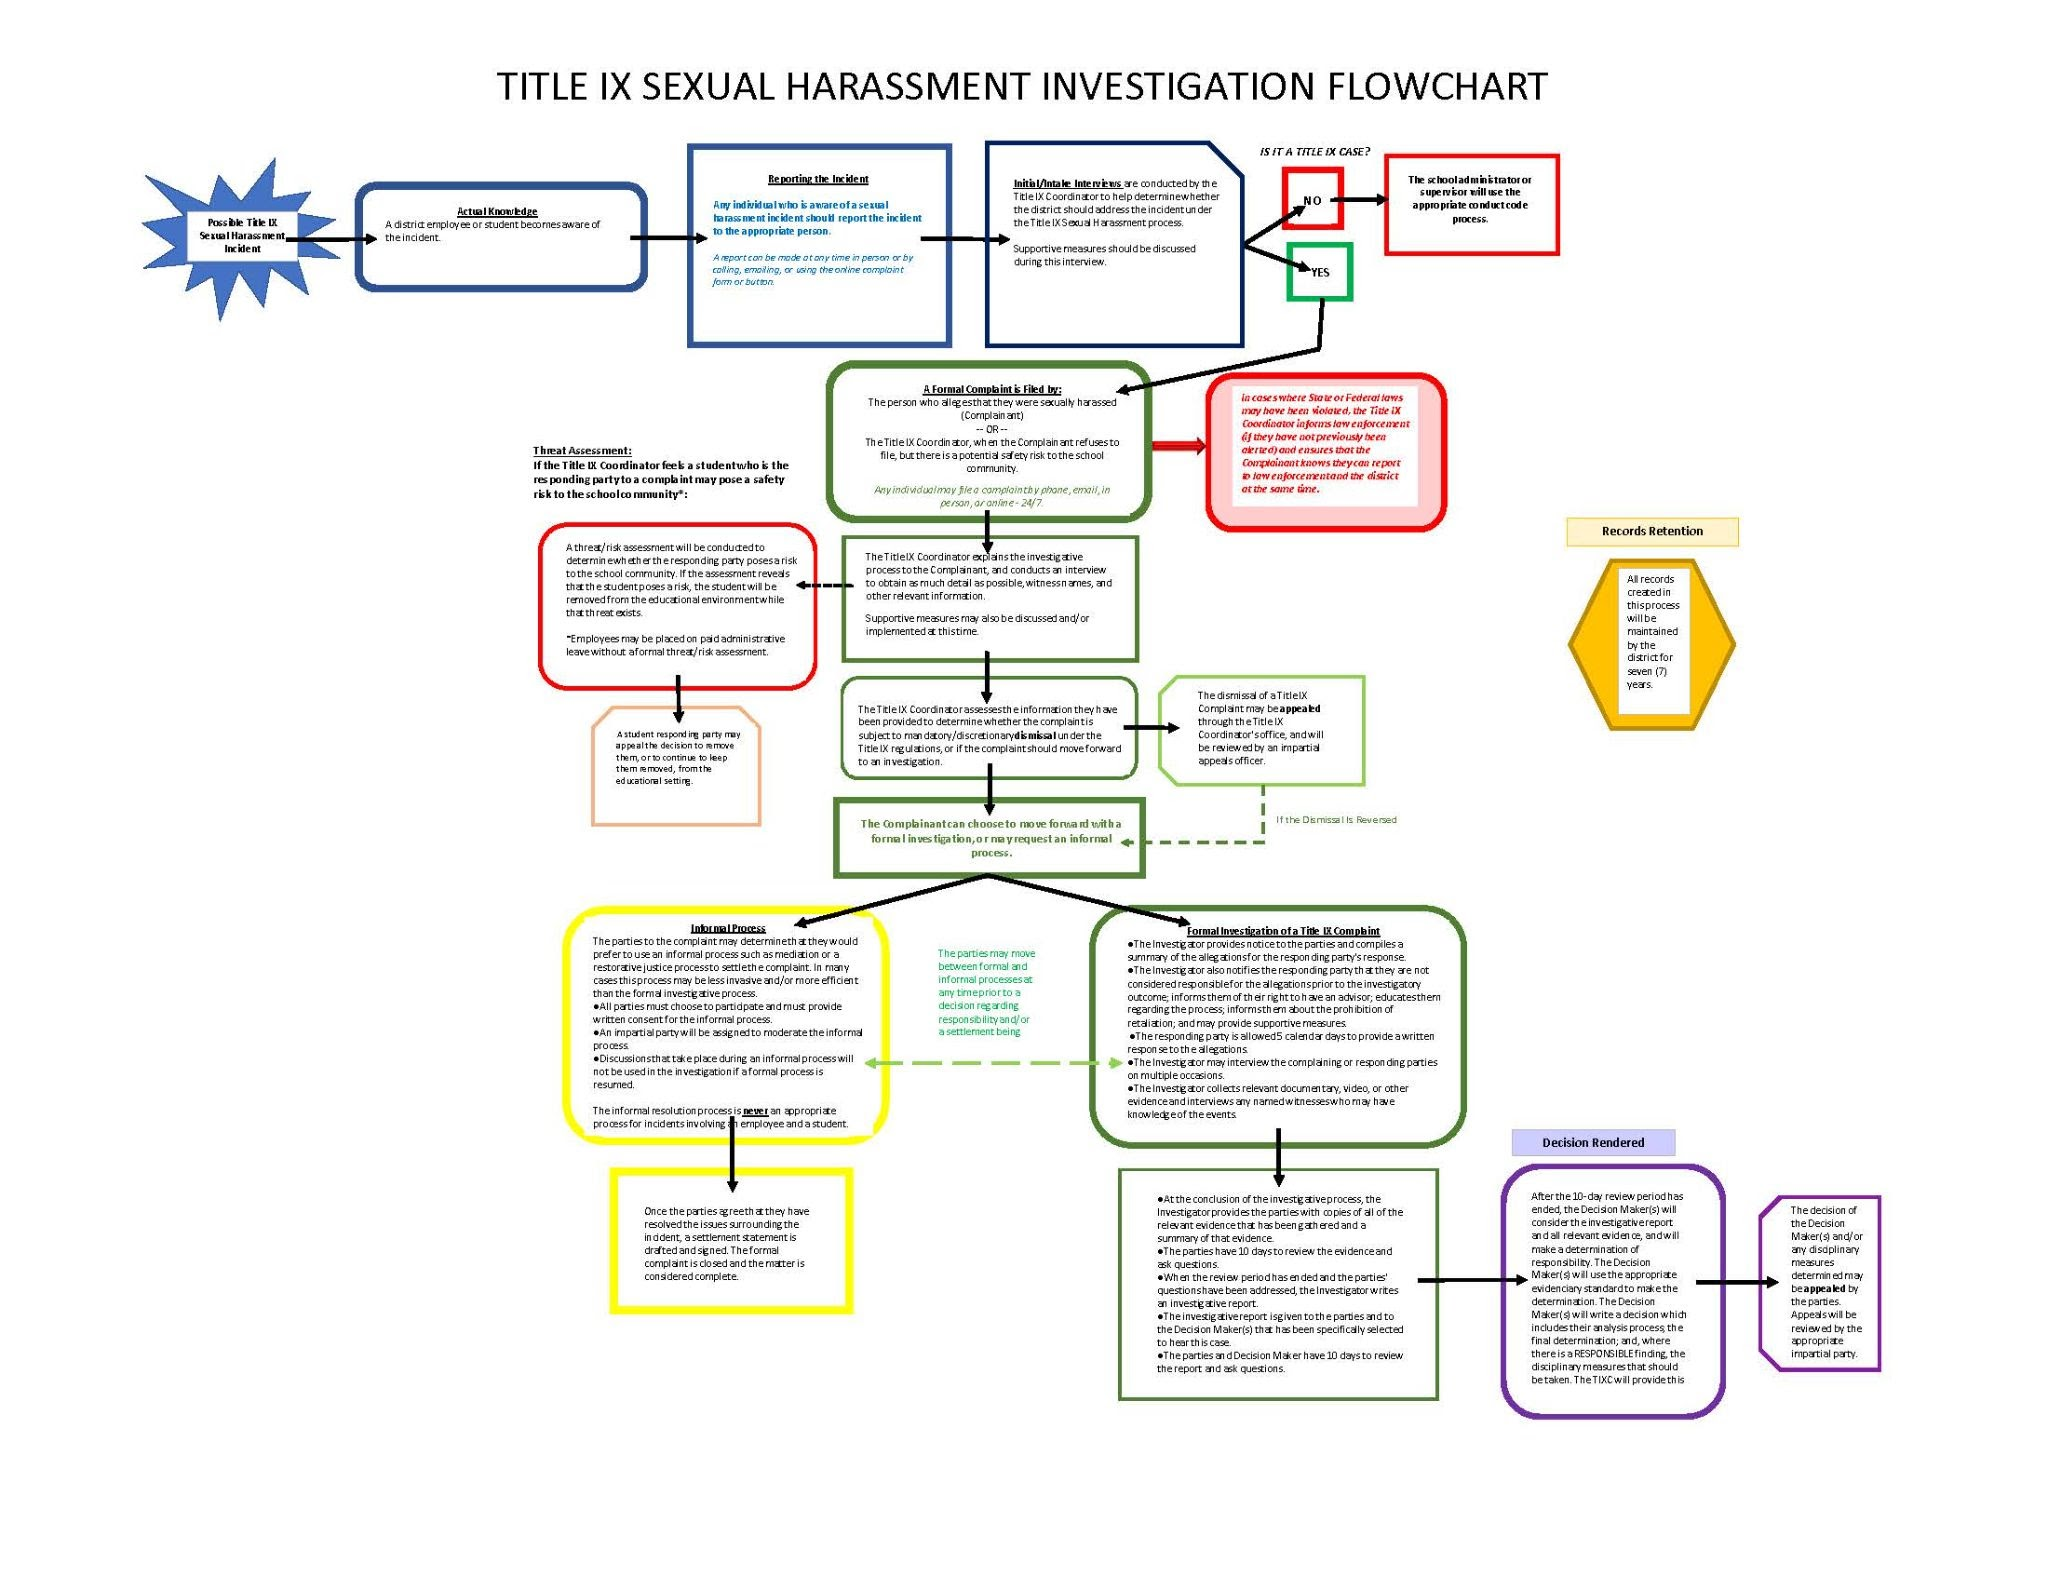 TITLE IX SEXUAL HARASSMENT INVESTIGATION FLOWCHART
Possible Title IX
Sexual Harassment
Incident
Actual Knowledge
A district employee or student becomes aware of
the incident.
Reporting the Incident
Any individual who is aware of a sexual
harassment incident should report the incident
to the appropriate person.
A report can be made at any time in person or by
calling, emailing, or using the online complaint
form or button.
Initial/Intake Interviews are conducted by the
Title IX Coordinator to help determine whether
the district should address the incident under
the Title IX Sexual Harassment process.
Supportive measures should be discussed
during this interview.
IS IT A TITLE IX CASE?
NO
YES
The school administrator or
supervisor will use the
appropriate conduct code
process.
A Formal Complaint is Filed by:
The person who alleges that they were sexually harassed
(Complainant)
-- OR --
The Title IX Coordinator, when the Complainant refuses to
file, but there is a potential safety risk to the school
community.
Any individual may file a complaint by phone, email, in
person, or online - 24/7.
In cases where State or Federal laws
may have been violated, the Title IX
Coordinator informs law enforcement
(if they have not previously been
alerted) and ensures that the
Complainant knows they can report
to law enforcement and the district
at the same time.
Threat Assessment:
If the Title IX Coordinator feels a student who is the
responding party to a complaint may pose a safety
risk to the school community*:
A threat/risk assessment will be conducted to
determine whether the responding party poses a risk
to the school community. If the assessment reveals
that the student poses a risk, the student will be
removed from the educational environment while
that threat exists.
*Employees may be placed on paid administrative
leave without a formal threat/risk assessment.
A student responding party may
appeal the decision to remove
them, or to continue to keep
them removed, from the
educational setting.
The Title IX Coordinator explains the investigative
process to the Complainant, and conducts an interview
to obtain as much detail as possible, witness names, and
other relevant information.
Supportive measures may also be discussed and/or
implemented at this time.
The Title IX Coordinator assesses the information they have
been provided to determine whether the complaint is
subject to mandatory/discretionary dismissal under the
Title IX regulations, or if the complaint should move forward
to an investigation.
The dismissal of a Title IX
Complaint may be appealed
through the Title IX
Coordinator's office, and will
be reviewed by an impartial
appeals officer.
If the Dismissal Is Reversed
Records Retention
All records
created in
this process
will be
maintained
by the
district for
seven (7)
years.
The Complainant can choose to move forward with a
formal investigation, or may request an informal
process.
Informal Process
The parties to the complaint may determine that they would
prefer to use an informal process such as mediation or a
restorative justice process to settle the complaint. In many
cases this process may be less invasive and/or more efficient
than the formal investigative process.
●All parties must choose to participate and must provide
written consent for the informal process.
●An impartial party will be assigned to moderate the informal
process.
●Discussions that take place during an informal process will
not be used in the investigation if a formal process is
resumed.
The informal resolution process is never an appropriate
process for incidents involving an employee and a student.
The parties may move
between formal and
informal processes at
any time prior to a
decision regarding
responsibility and/or
a settlement being
Formal Investigation of a Title IX Complaint
●The Investigator provides notice to the parties and compiles a
summary of the allegations for the responding party's response.
●The Investigator also notifies the responding party that they are not
considered responsible for the allegations prior to the investigatory
outcome; informs them of their right to have an advisor; educates them
regarding the process; informs them about the prohibition of
retaliation; and may provide supportive measures.
●The responding party is allowed 5 calendar days to provide a written
response to the allegations.
●The Investigator may interview the complaining or responding parties
on multiple occasions.
●The Investigator collects relevant documentary, video, or other
evidence and interviews any named witnesses who may have
knowledge of the events.
Once the parties agree that they have
resolved the issues surrounding the
incident, a settlement statement is
drafted and signed. The formal
complaint is closed and the matter is
considered complete.
●At the conclusion of the investigative process, the
Investigator provides the parties with copies of all of the
relevant evidence that has been gathered and a
summary of that evidence.
●The parties have 10 days to review the evidence and
ask questions.
●When the review period has ended and the parties'
questions have been addressed, the Investigator writes
an investigative report.
●The investigative report is given to the parties and to
the Decision Maker(s) that has been specifically selected
to hear this case.
●The parties and Decision Maker have 10 days to review
the report and ask questions.
Decision Rendered
After the 10-day review period has
ended, the Decision Maker(s) will
consider the investigative report
and all relevant evidence, and will
make a determination of
responsibility. The Decision
Maker(s) will use the appropriate
evidenciary standard to make the
determination. The Decision
Maker(s) will write a decision which
includes their analysis process; the
final determination; and, where
there is a RESPONSIBLE finding, the
disciplinary measures that should
be taken. The TIXC will provide this
The decision of
the Decision
Maker(s) and/or
any disciplinary
measures
determined may
be appealed by
the parties.
Appeals will be
reviewed by the
appropriate
impartial party.